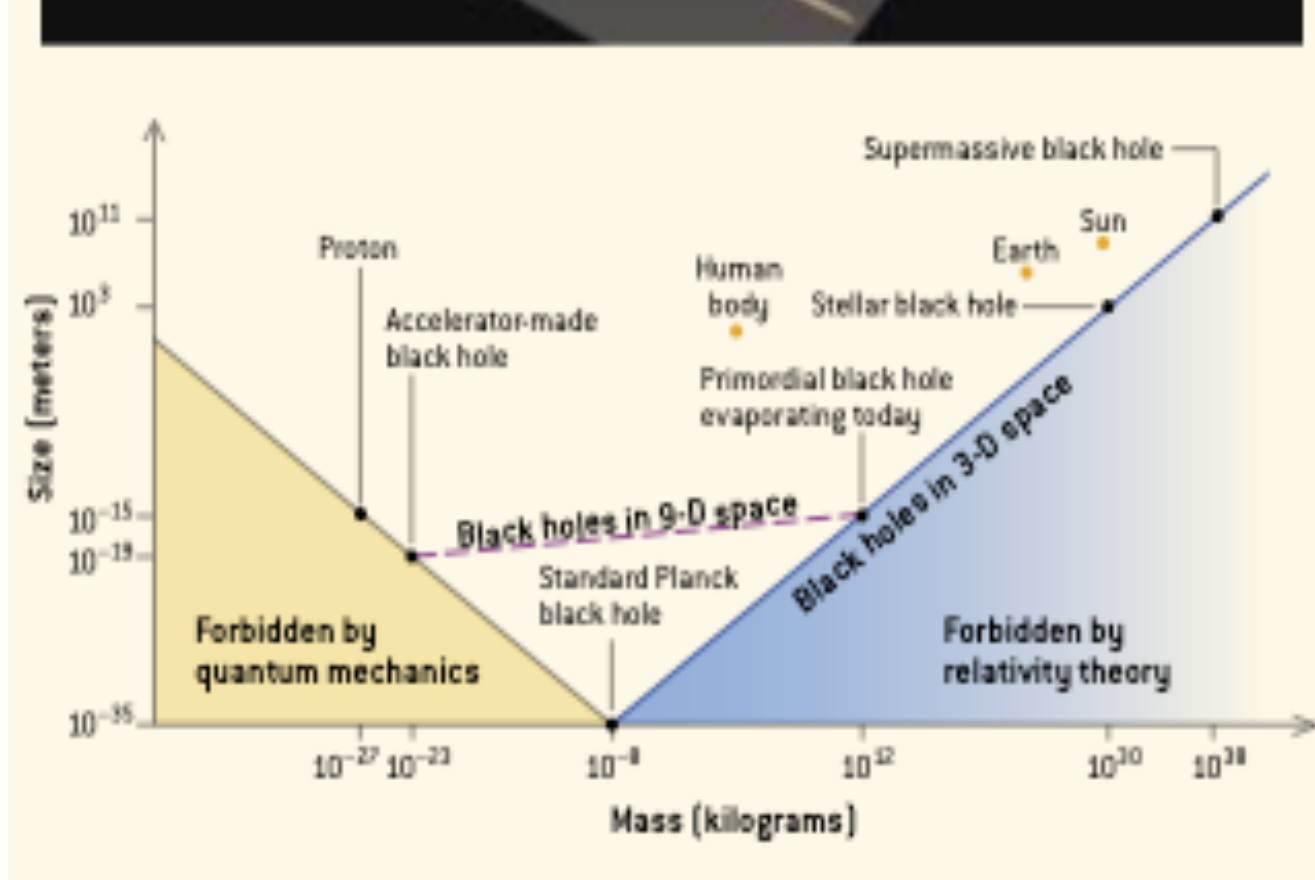 Supermassive black hole
10¹¹
Sun
Proton
Earth
Human
body
10³
Stellar black hole
Accelerator-made
black hole
Primordial black hole
evaporating today
Size (meters)
Black holes in 3-D space
10⁻¹⁵
Black holes in 9-D space
10⁻¹⁹
Standard Planck
black hole
Forbidden by
quantum mechanics
Forbidden by
relativity theory
10⁻³⁵
10⁻²⁷ 10⁻²³ 10⁻⁸ 10¹² 10³⁰ 10³⁸
Mass (kilograms)